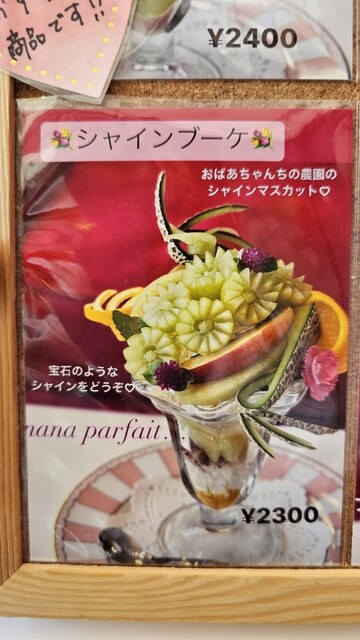 商品です!!
¥2400
シャインブーケ
おばあちゃんちの農園の
シャインマスカット♡
宝石のような
シャインをどうぞ♡
nana parfait...
¥2300